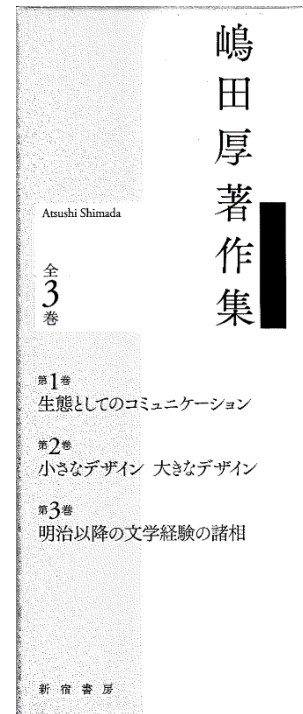 嶋田厚著作集
Atsushi Shimada
全3巻
第1巻
生態としてのコミュニケーション
第2巻
小さなデザイン 大きなデザイン
第3巻
明治以降の文学経験の諸相
新宿書房